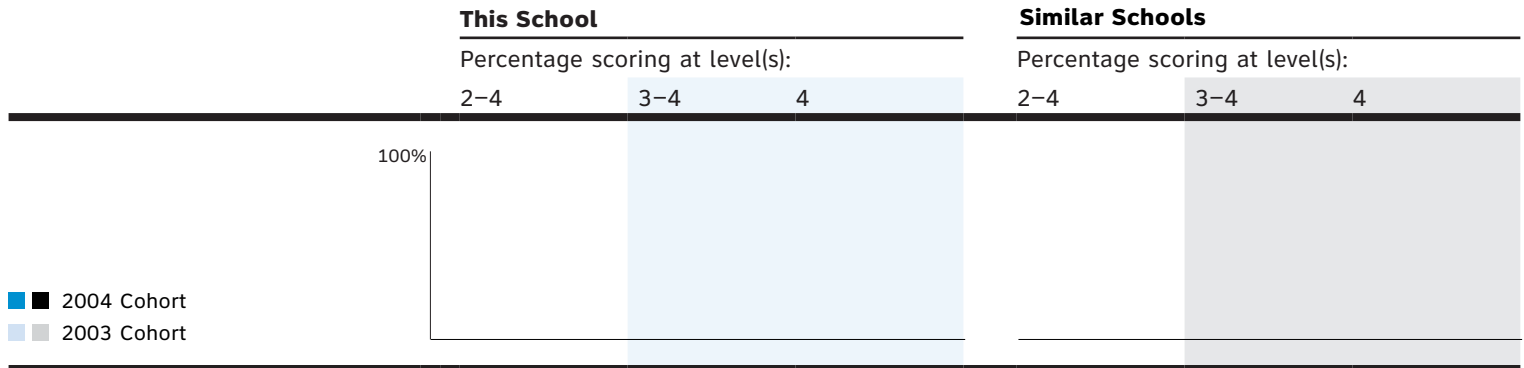 This School Similar Schools
Percentage scoring at level(s): Percentage scoring at level(s):
2–4 3–4 4 2–4 3–4 4
100%
2004 Cohort
2003 Cohort